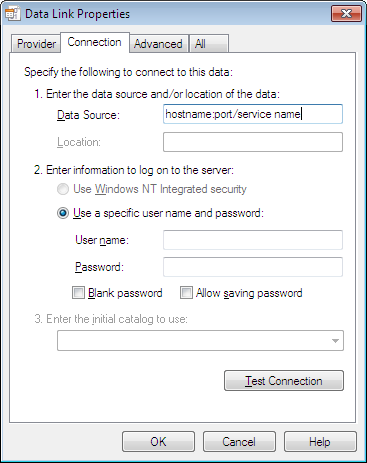 Data Link Properties
Provider Connection Advanced All
Specify the following to connect to this data:
1. Enter the data source and/or location of the data:
Data Source: hostname:port/service name
Location:
2. Enter information to log on to the server:
Use Windows NT Integrated security
Use a specific user name and password:
User name:
Password:
Blank password Allow saving password
3. Enter the initial catalog to use:
Test Connection
OK Cancel Help